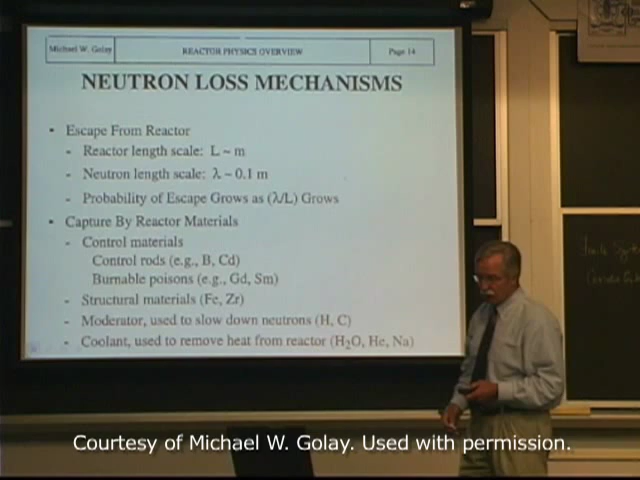 Michael W. Golay
REACTOR PHYSICS OVERVIEW
Page 14
NEUTRON LOSS MECHANISMS
• Escape From Reactor
- Reactor length scale: L ~ m
- Neutron length scale: λ ~ 0.1 m
- Probability of Escape Grows as (λ/L) Grows
• Capture By Reactor Materials
- Control materials
Control rods (e.g., B, Cd)
Burnable poisons (e.g., Gd, Sm)
- Structural materials (Fe, Zr)
- Moderator, used to slow down neutrons (H, C)
- Coolant, used to remove heat from reactor (H₂O, He, Na)
Courtesy of Michael W. Golay. Used with permission.